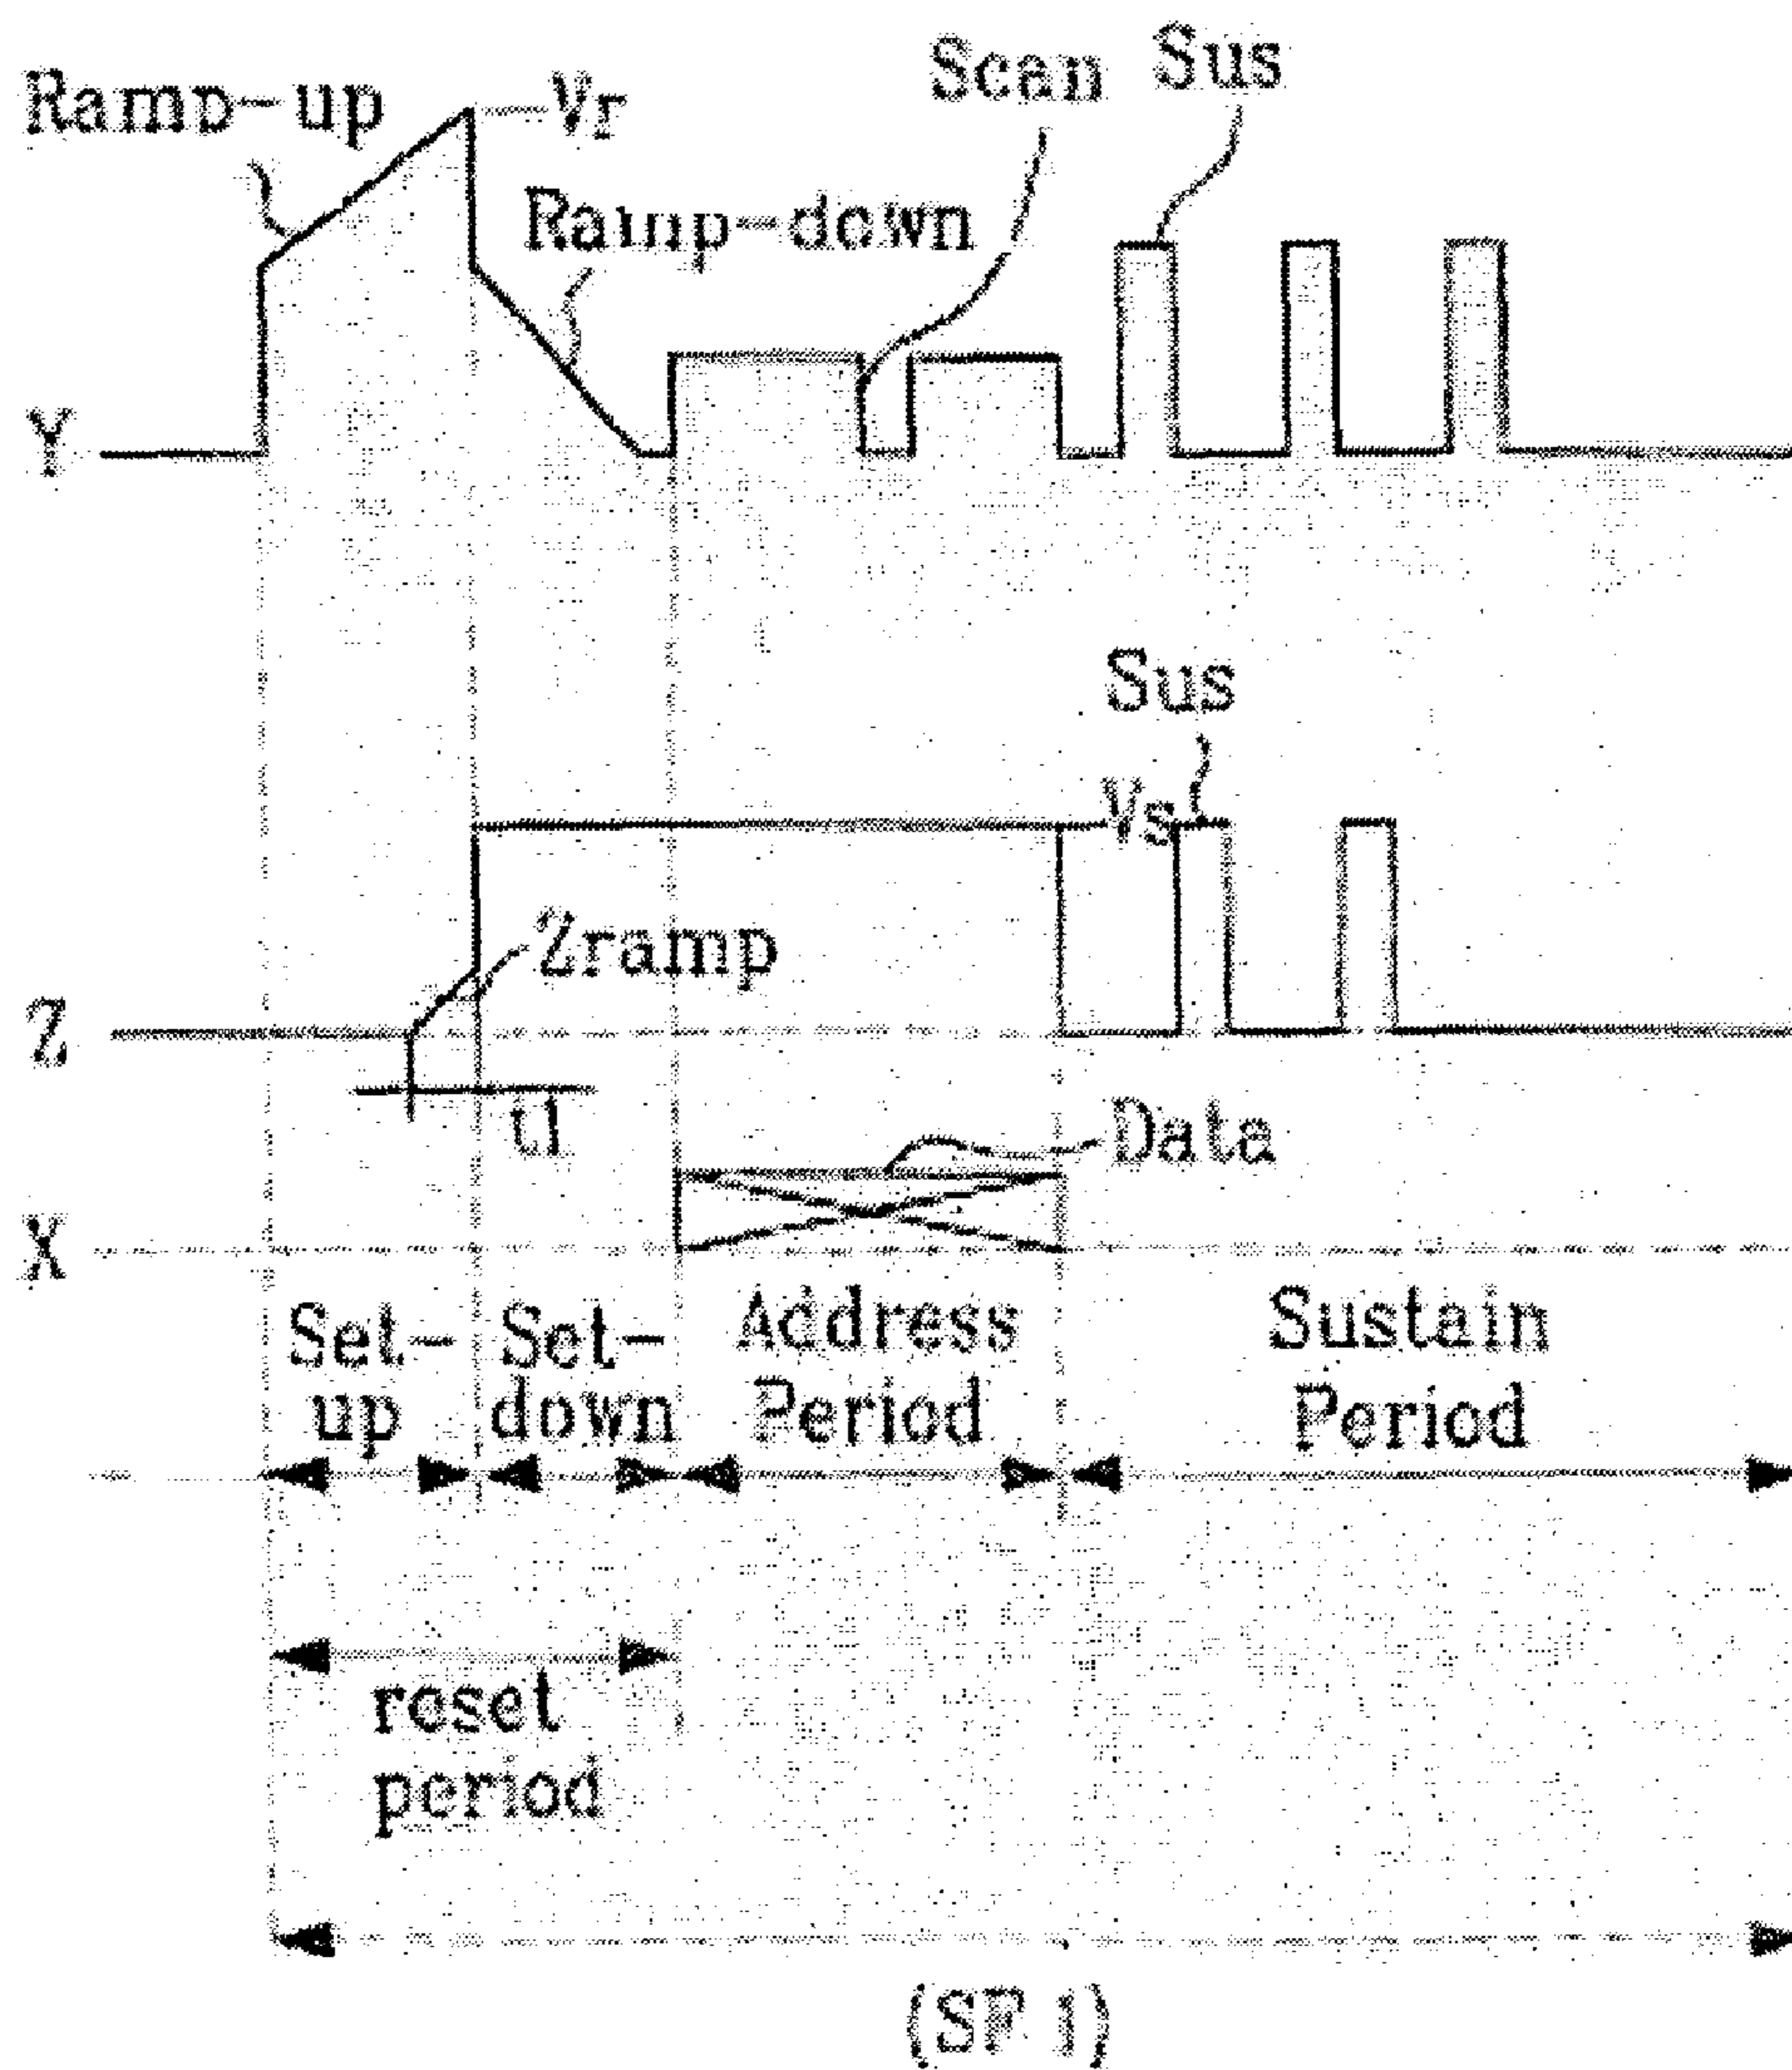 Scan Sus
Ramp-up
Vr
Ramp-down
Y
Sus
Vs
Zramp
Z
t1
Data
X
Set-up
Set-down
Address Period
Sustain Period
reset period
(SF 1)